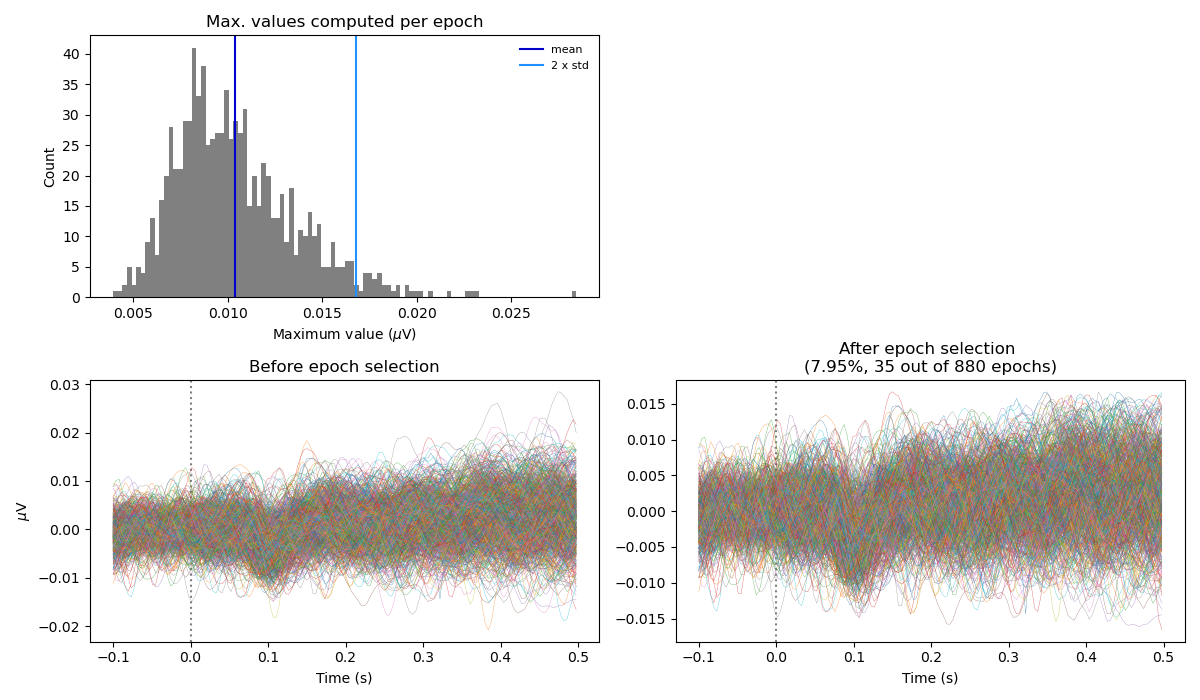 Max. values computed per epoch
mean
2 x std
40
35
30
25
20
15
10
5
0
Count
0.005 0.010 0.015 0.020 0.025
Maximum value (μV)
Before epoch selection
0.03
0.02
0.01
0.00
−0.01
−0.02
μV
−0.1 0.0 0.1 0.2 0.3 0.4 0.5
Time (s)
After epoch selection
(7.95%, 35 out of 880 epochs)
0.015
0.010
0.005
0.000
−0.005
−0.010
−0.015
−0.1 0.0 0.1 0.2 0.3 0.4 0.5
Time (s)